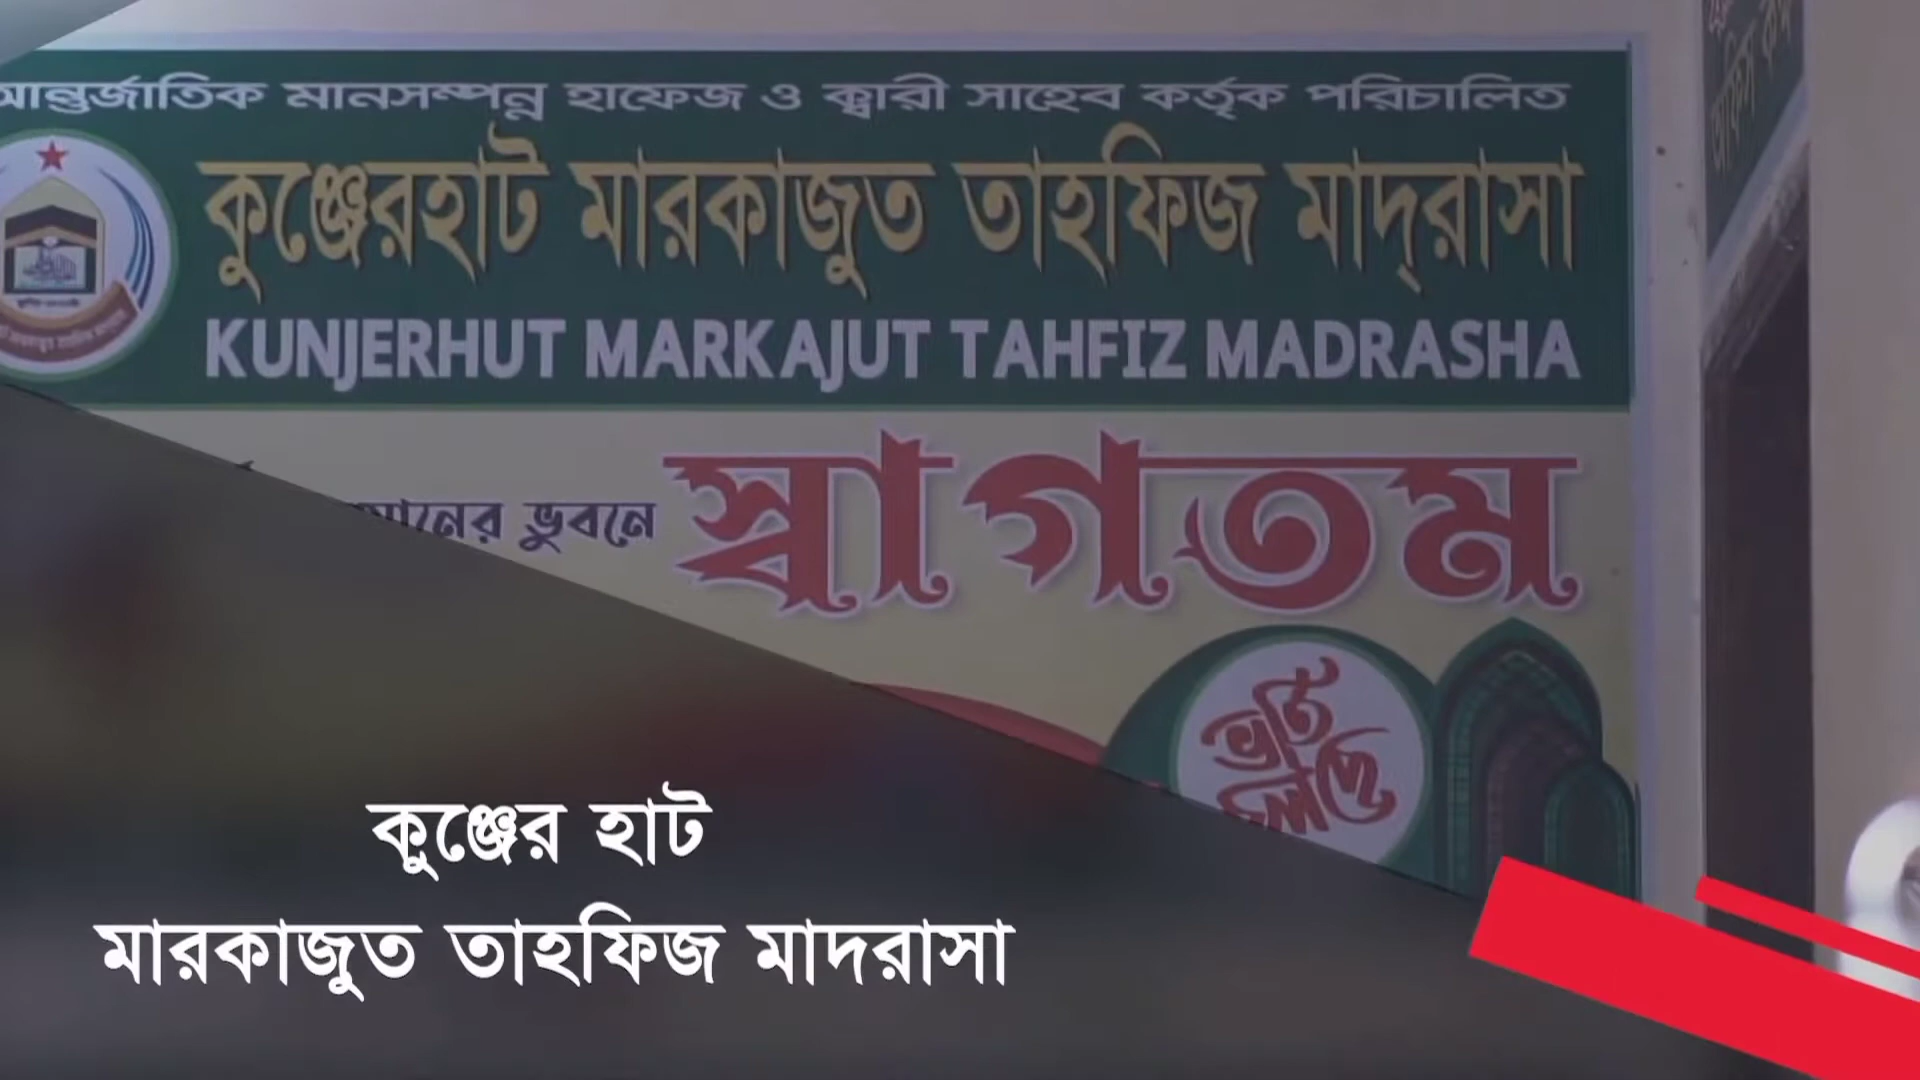 আন্তর্জাতিক মানসম্পন্ন হাফেজ ও ক্বারী সাহেব কর্তৃক পরিচালিত
কুঞ্জেরহাট মারকাজুত তাহফিজ মাদ্‌রাসা
KUNJERHUT MARKAJUT TAHFIZ MADRASHA
ভুবনে স্বাগতম
ভর্তি
চলছে
কুঞ্জের হাট
মারকাজুত তাহফিজ মাদরাসা